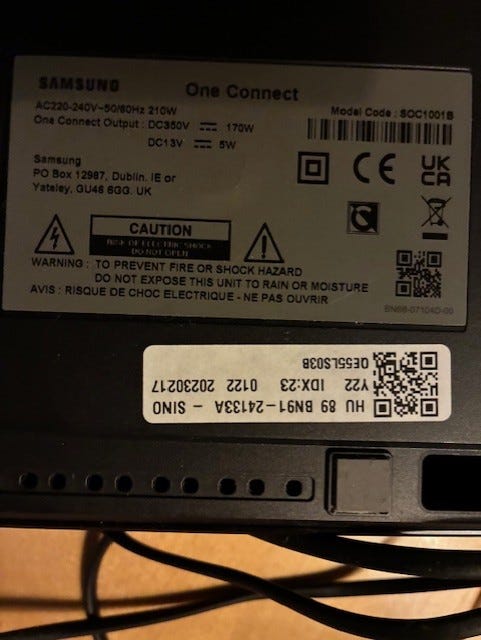 SAMSUNG
One Connect
AC220-240V~50/60Hz 210W
One Connect Output : DC350V ⎓ 170W
DC13V ⎓ 5W
Model Code : SOC1001B
Samsung
PO Box 12987, Dublin. IE or
Yateley, GU46 6GG. UK
CE
UK
CA
CAUTION
RISK OF ELECTRIC SHOCK
DO NOT OPEN
WARNING : TO PREVENT FIRE OR SHOCK HAZARD
DO NOT EXPOSE THIS UNIT TO RAIN OR MOISTURE
AVIS : RISQUE DE CHOC ELECTRIQUE - NE PAS OUVRIR
BN68-07104D-00
HU 89 BN91-24133A - SINO
Y22 IDX:23 0122 20230217
QE55LS03B